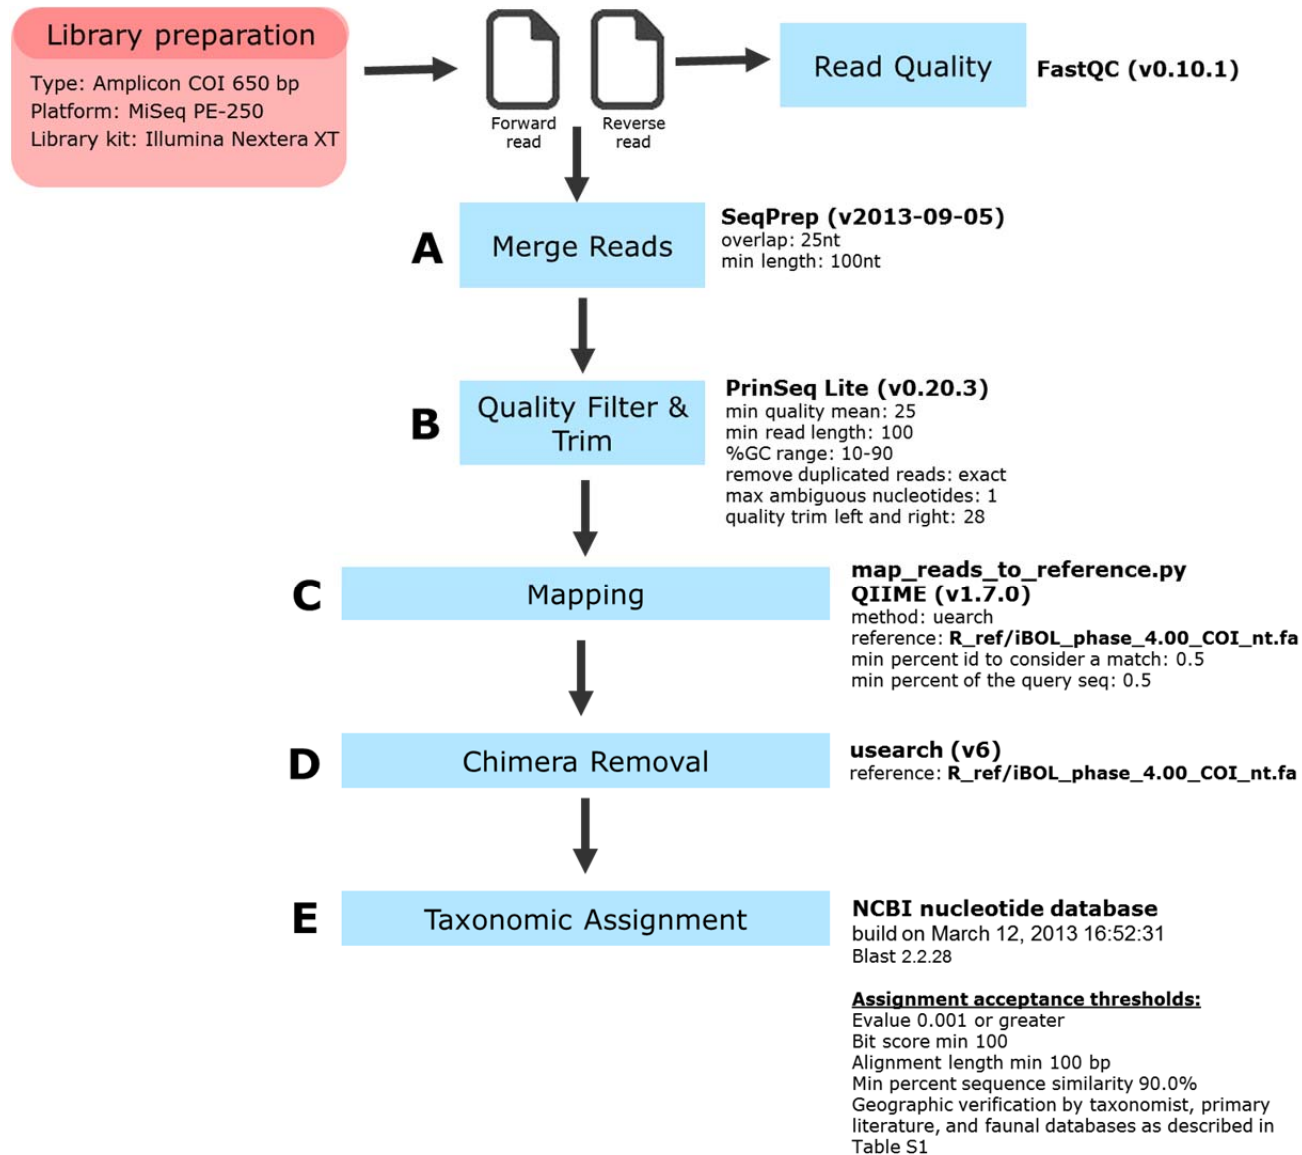 Library preparation
Type: Amplicon COI 650 bp
Platform: MiSeq PE-250
Library kit: Illumina Nextera XT
Forward
read
Reverse
read
Read Quality
FastQC (v0.10.1)
A
Merge Reads
SeqPrep (v2013-09-05)
overlap: 25nt
min length: 100nt
B
Quality Filter &
Trim
PrinSeq Lite (v0.20.3)
min quality mean: 25
min read length: 100
%GC range: 10-90
remove duplicated reads: exact
max ambiguous nucleotides: 1
quality trim left and right: 28
C
Mapping
map_reads_to_reference.py
QIIME (v1.7.0)
method: uearch
reference: R_ref/iBOL_phase_4.00_COI_nt.fa
min percent id to consider a match: 0.5
min percent of the query seq: 0.5
D
Chimera Removal
usearch (v6)
reference: R_ref/iBOL_phase_4.00_COI_nt.fa
E
Taxonomic Assignment
NCBI nucleotide database
build on March 12, 2013 16:52:31
Blast 2.2.28
Assignment acceptance thresholds:
Evalue 0.001 or greater
Bit score min 100
Alignment length min 100 bp
Min percent sequence similarity 90.0%
Geographic verification by taxonomist, primary
literature, and faunal databases as described in
Table S1